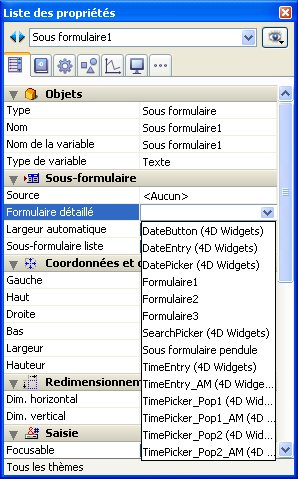 Liste des propriétés
Sous formulaire1
Objets
Type Sous formulaire
Nom Sous formulaire1
Nom de la variable Sous formulaire1
Type de variable Texte
Sous-formulaire
Source <Aucun>
Formulaire détaillé
Largeur automatique DateButton (4D Widgets)
Sous-formulaire liste DateEntry (4D Widgets)
Coordonnées et DatePicker (4D Widgets)
Gauche Formulaire1
Haut Formulaire2
Droite Formulaire3
Bas SearchPicker (4D Widgets)
Largeur Sous formulaire pendule
Hauteur TimeEntry (4D Widgets)
Redimensionnem TimeEntry_AM (4D Widge...
Dim. horizontal TimePicker_Pop1 (4D Wid...
Dim. vertical TimePicker_Pop1_AM (4D ...
Saisie TimePicker_Pop2 (4D Wid...
Focusable TimePicker_Pop2_AM (4D ...
Tous les thèmes